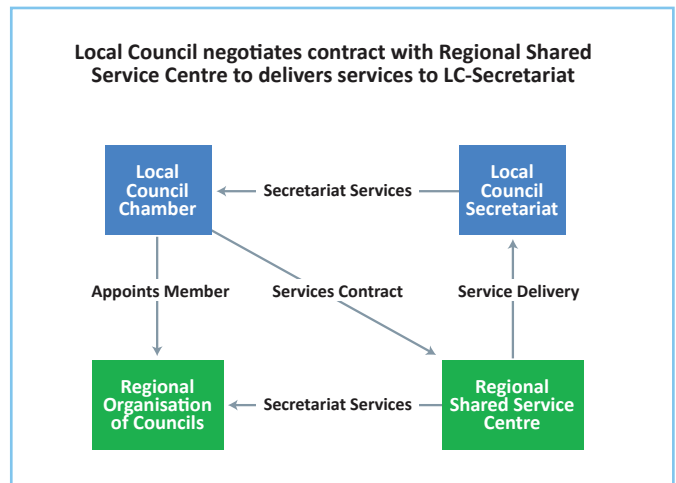 Local Council negotiates contract with Regional Shared
Service Centre to delivers services to LC-Secretariat
Local
Council
Chamber
Secretariat Services
Local
Council
Secretariat
Appoints Member
Services Contract
Service Delivery
Regional
Organisation
of Councils
Secretariat Services
Regional
Shared Service
Centre